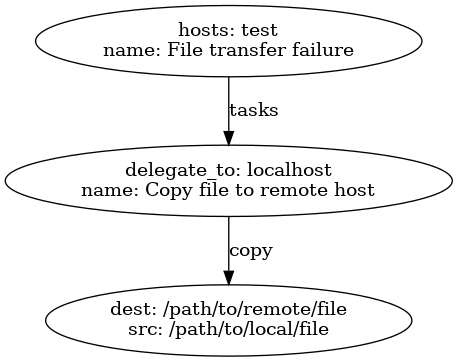 hosts: test
name: File transfer failure
tasks
delegate_to: localhost
name: Copy file to remote host
copy
dest: /path/to/remote/file
src: /path/to/local/file